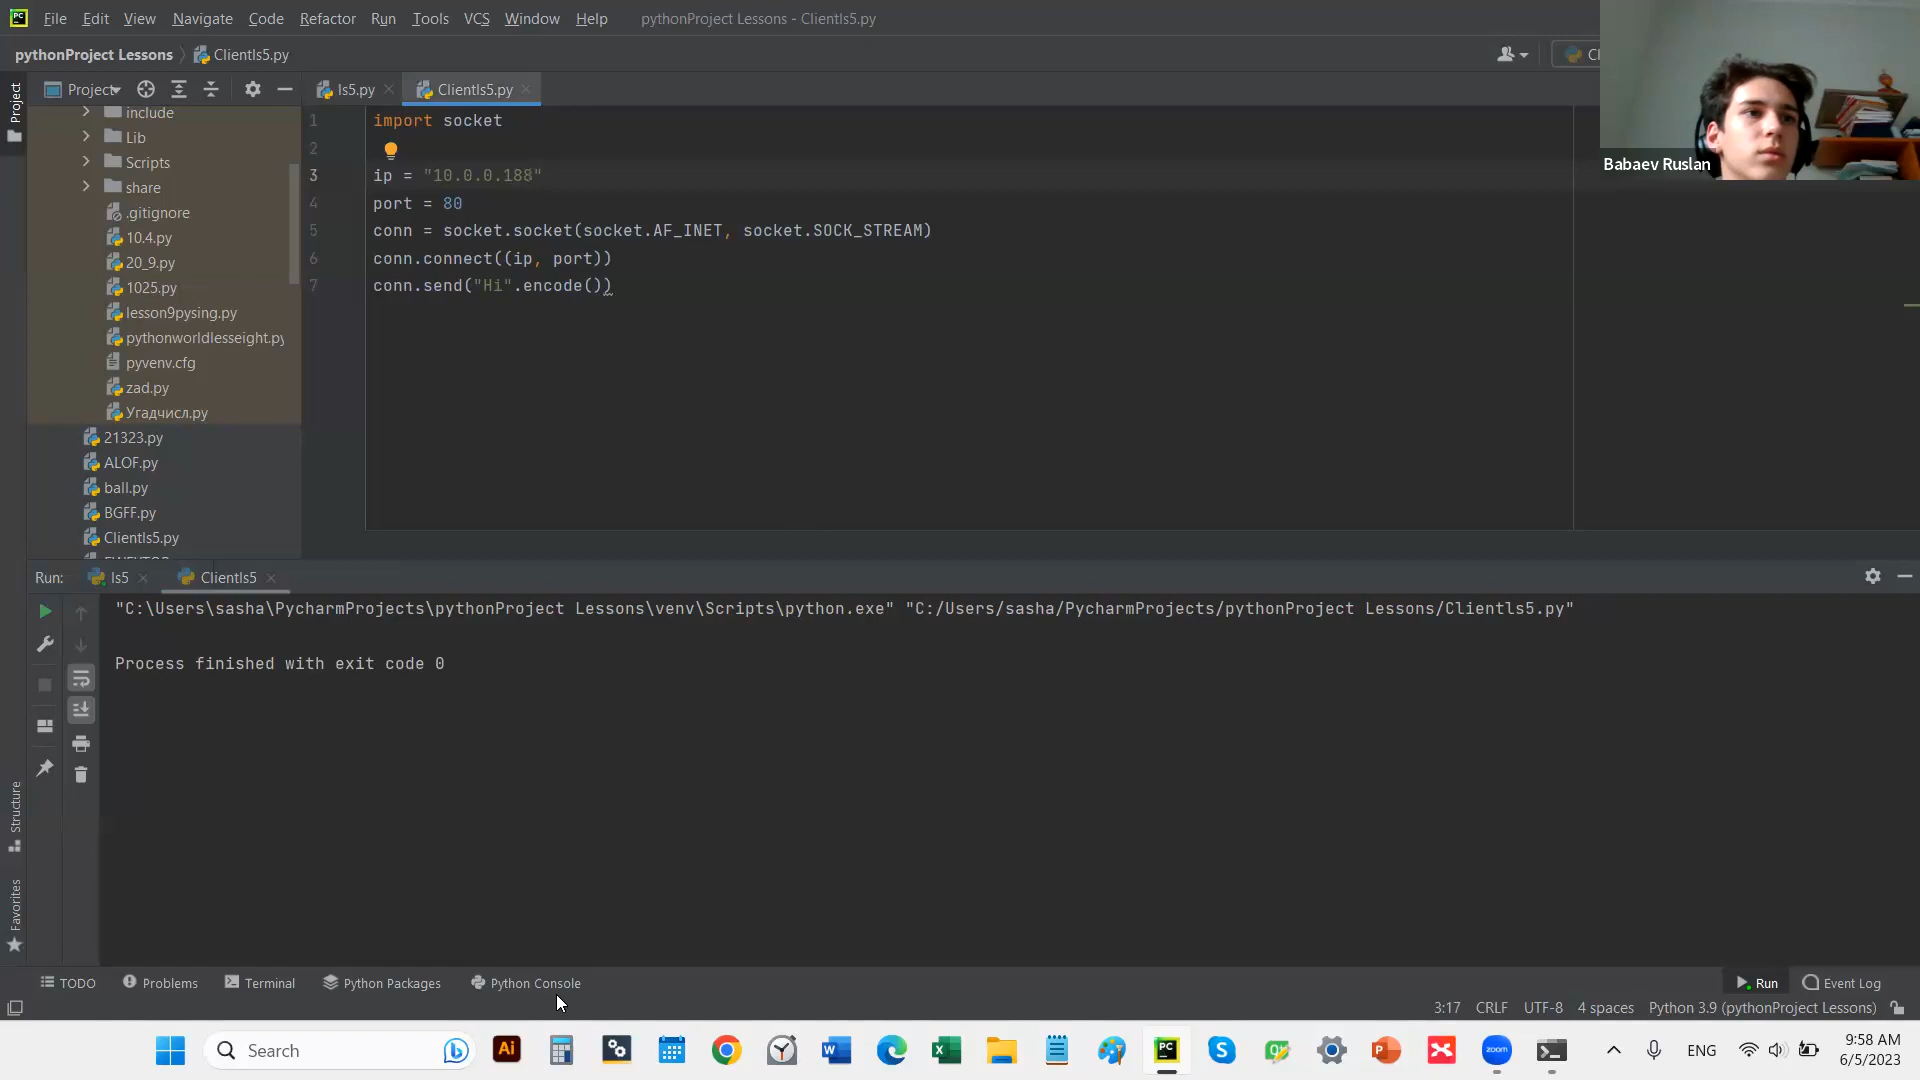 PC File Edit View Navigate Code Refactor Run Tools VCS Window Help pythonProject Lessons - Clientls5.py
pythonProject Lessons Clientls5.py
Project ls5.py Clientls5.py
Project
include
Lib
Scripts
share
.gitignore
10.4.py
20_9.py
1025.py
lesson9pysing.py
pythonworldlesseight.py
pyvenv.cfg
zad.py
Угадчисл.py
21323.py
ALOF.py
ball.py
BGFF.py
Clientls5.py
1 import socket
2
3 ip = "10.0.0.188"
4 port = 80
5 conn = socket.socket(socket.AF_INET, socket.SOCK_STREAM)
6 conn.connect((ip, port))
7 conn.send("Hi".encode())
Babaev Ruslan
Run: ls5 Clientls5
"C:\Users\sasha\PycharmProjects\pythonProject Lessons\venv\Scripts\python.exe" "C:/Users/sasha/PycharmProjects/pythonProject Lessons/Clientls5.py"
Process finished with exit code 0
Structure
Favorites
TODO Problems Terminal Python Packages Python Console Run Event Log
3:17 CRLF UTF-8 4 spaces Python 3.9 (pythonProject Lessons)
Search Ai W X PC S P zoom ENG 9:58 AM
6/5/2023